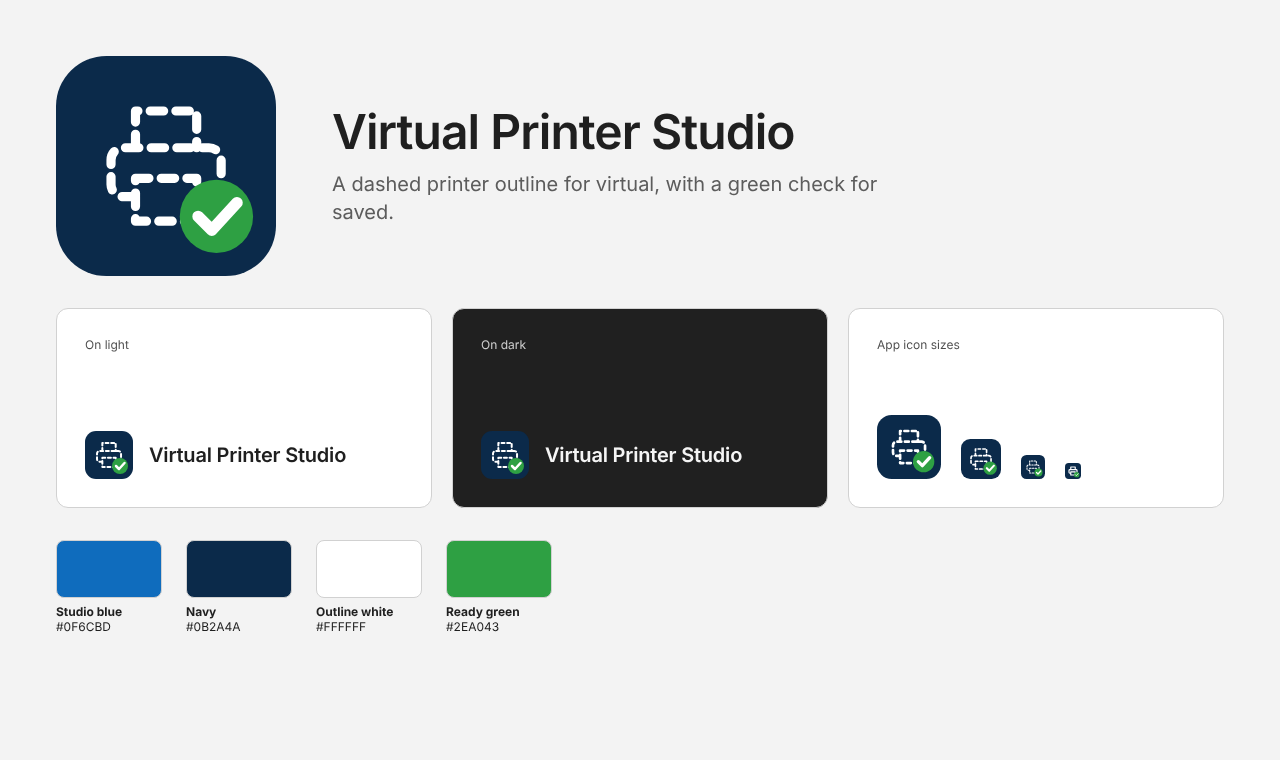 Virtual Printer Studio
A dashed printer outline for virtual, with a green check for
saved.
On light
Virtual Printer Studio
On dark
Virtual Printer Studio
App icon sizes
Studio blue
#0F6CBD
Navy
#0B2A4A
Outline white
#FFFFFF
Ready green
#2EA043